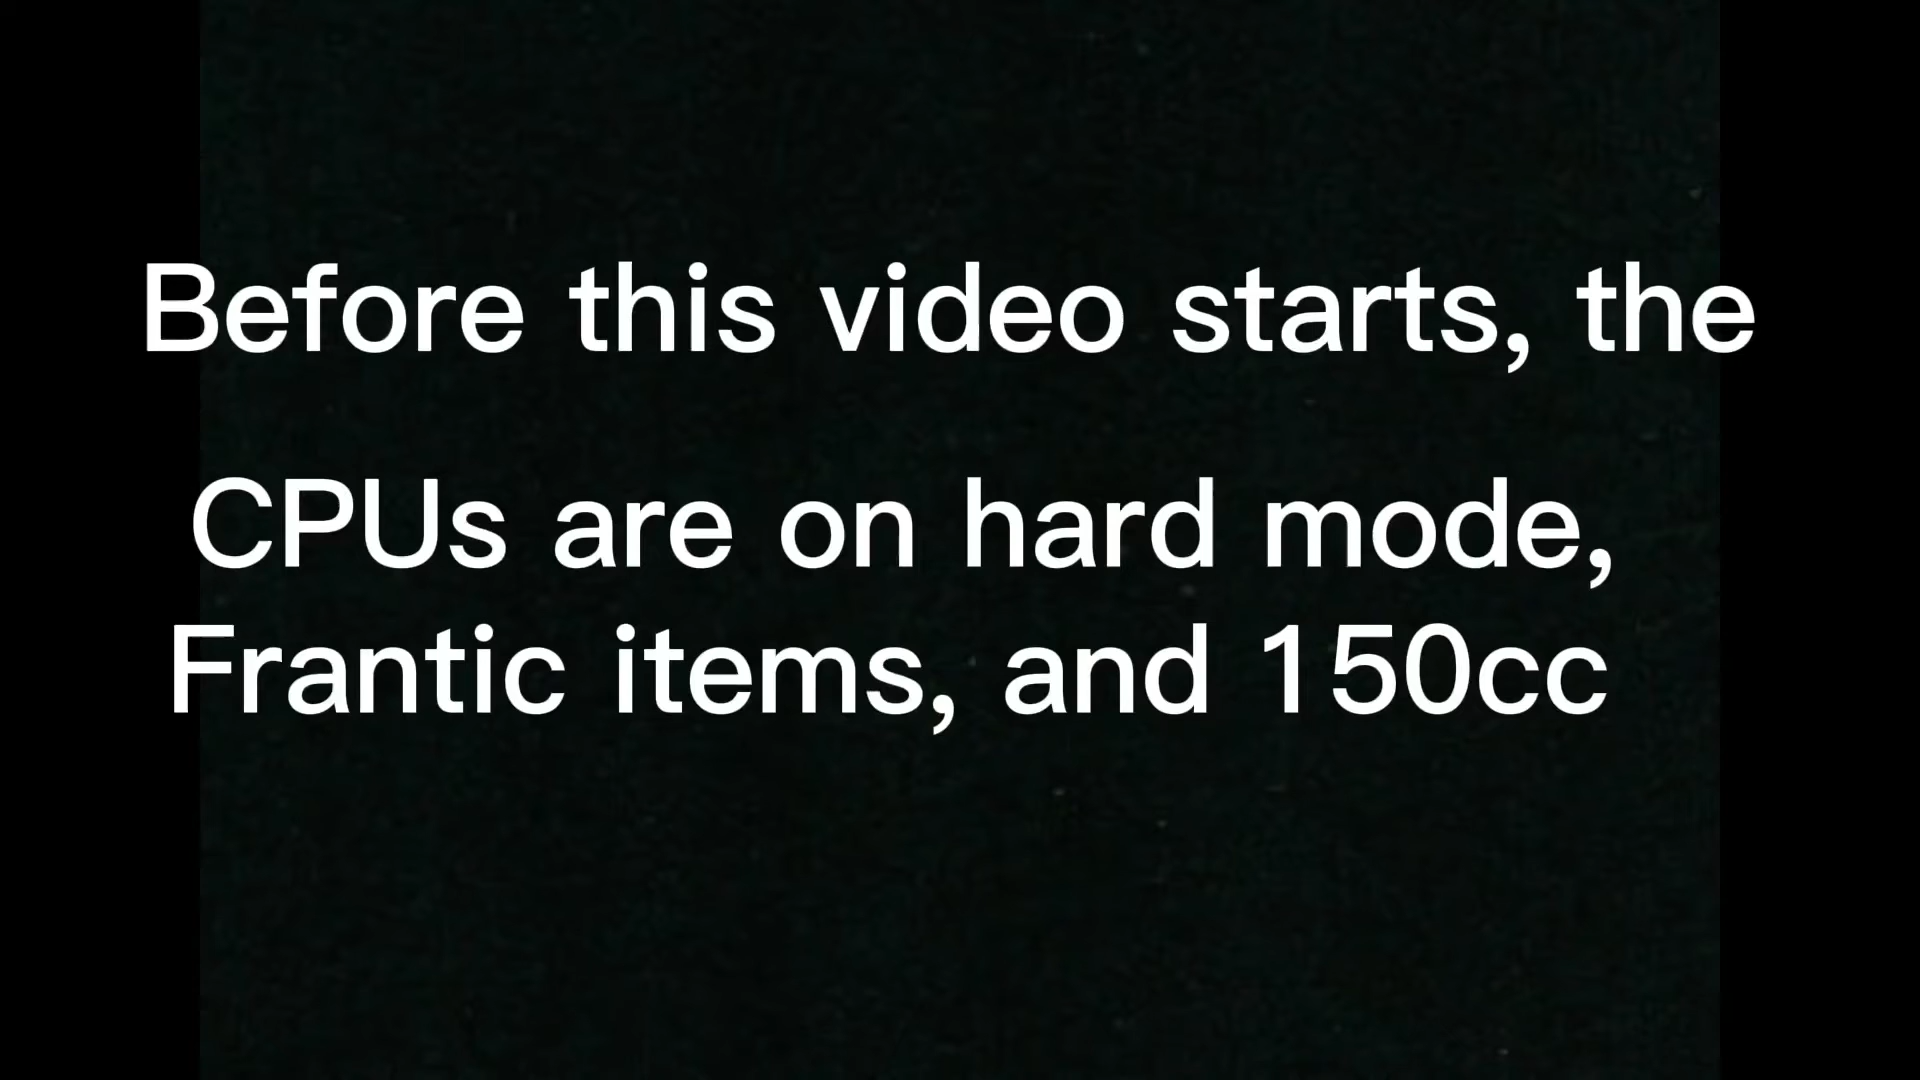 Before this video starts, the
CPUs are on hard mode,
Frantic items, and 150cc